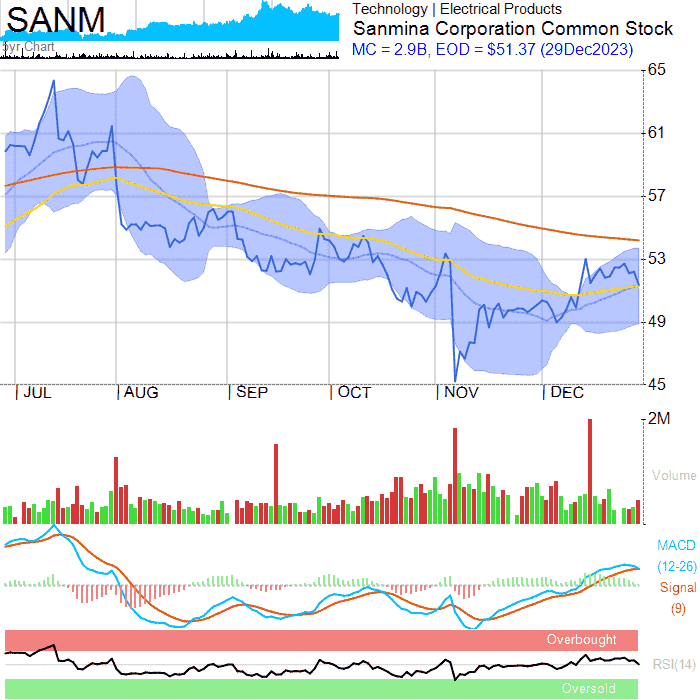 SANM
5yr Chart
Technology | Electrical Products
Sanmina Corporation Common Stock
MC = 2.9B, EOD = $51.37 (29Dec2023)
65
61
57
53
49
45
JUL AUG SEP OCT NOV DEC
2M
Volume
MACD
(12-26)
Signal
(9)
Overbought
RSI(14)
Oversold